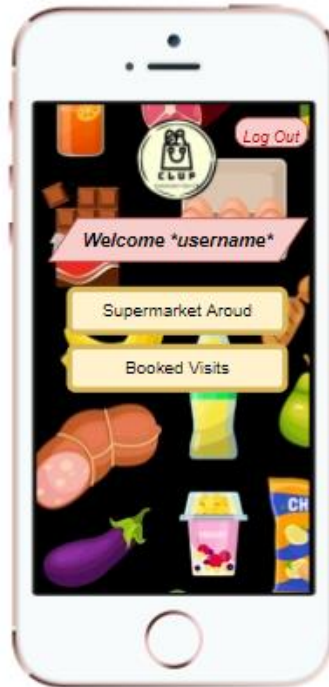 Log Out
CLUP
Welcome *username*
Supermarket Aroud
Booked Visits
CH